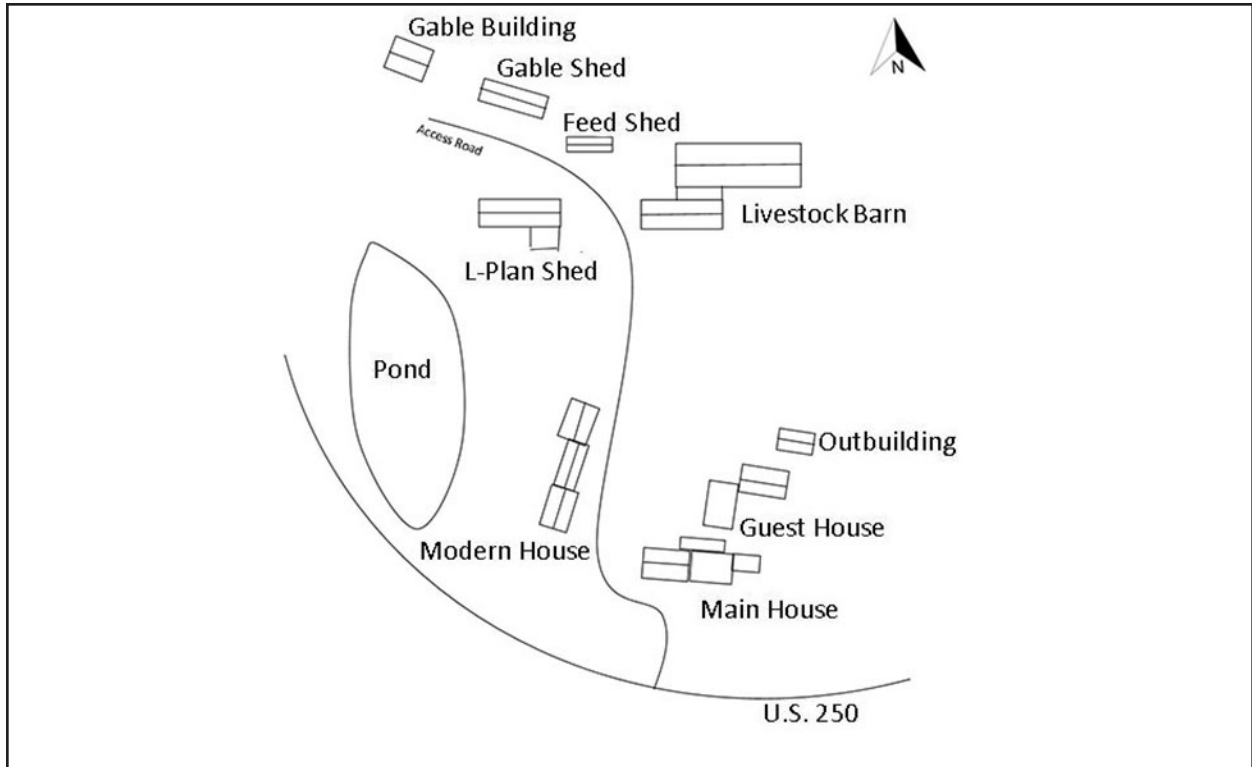 Gable Building
N
Gable Shed
Feed Shed
Access Road
Livestock Barn
L-Plan Shed
Pond
Outbuilding
Guest House
Modern House
Main House
U.S. 250